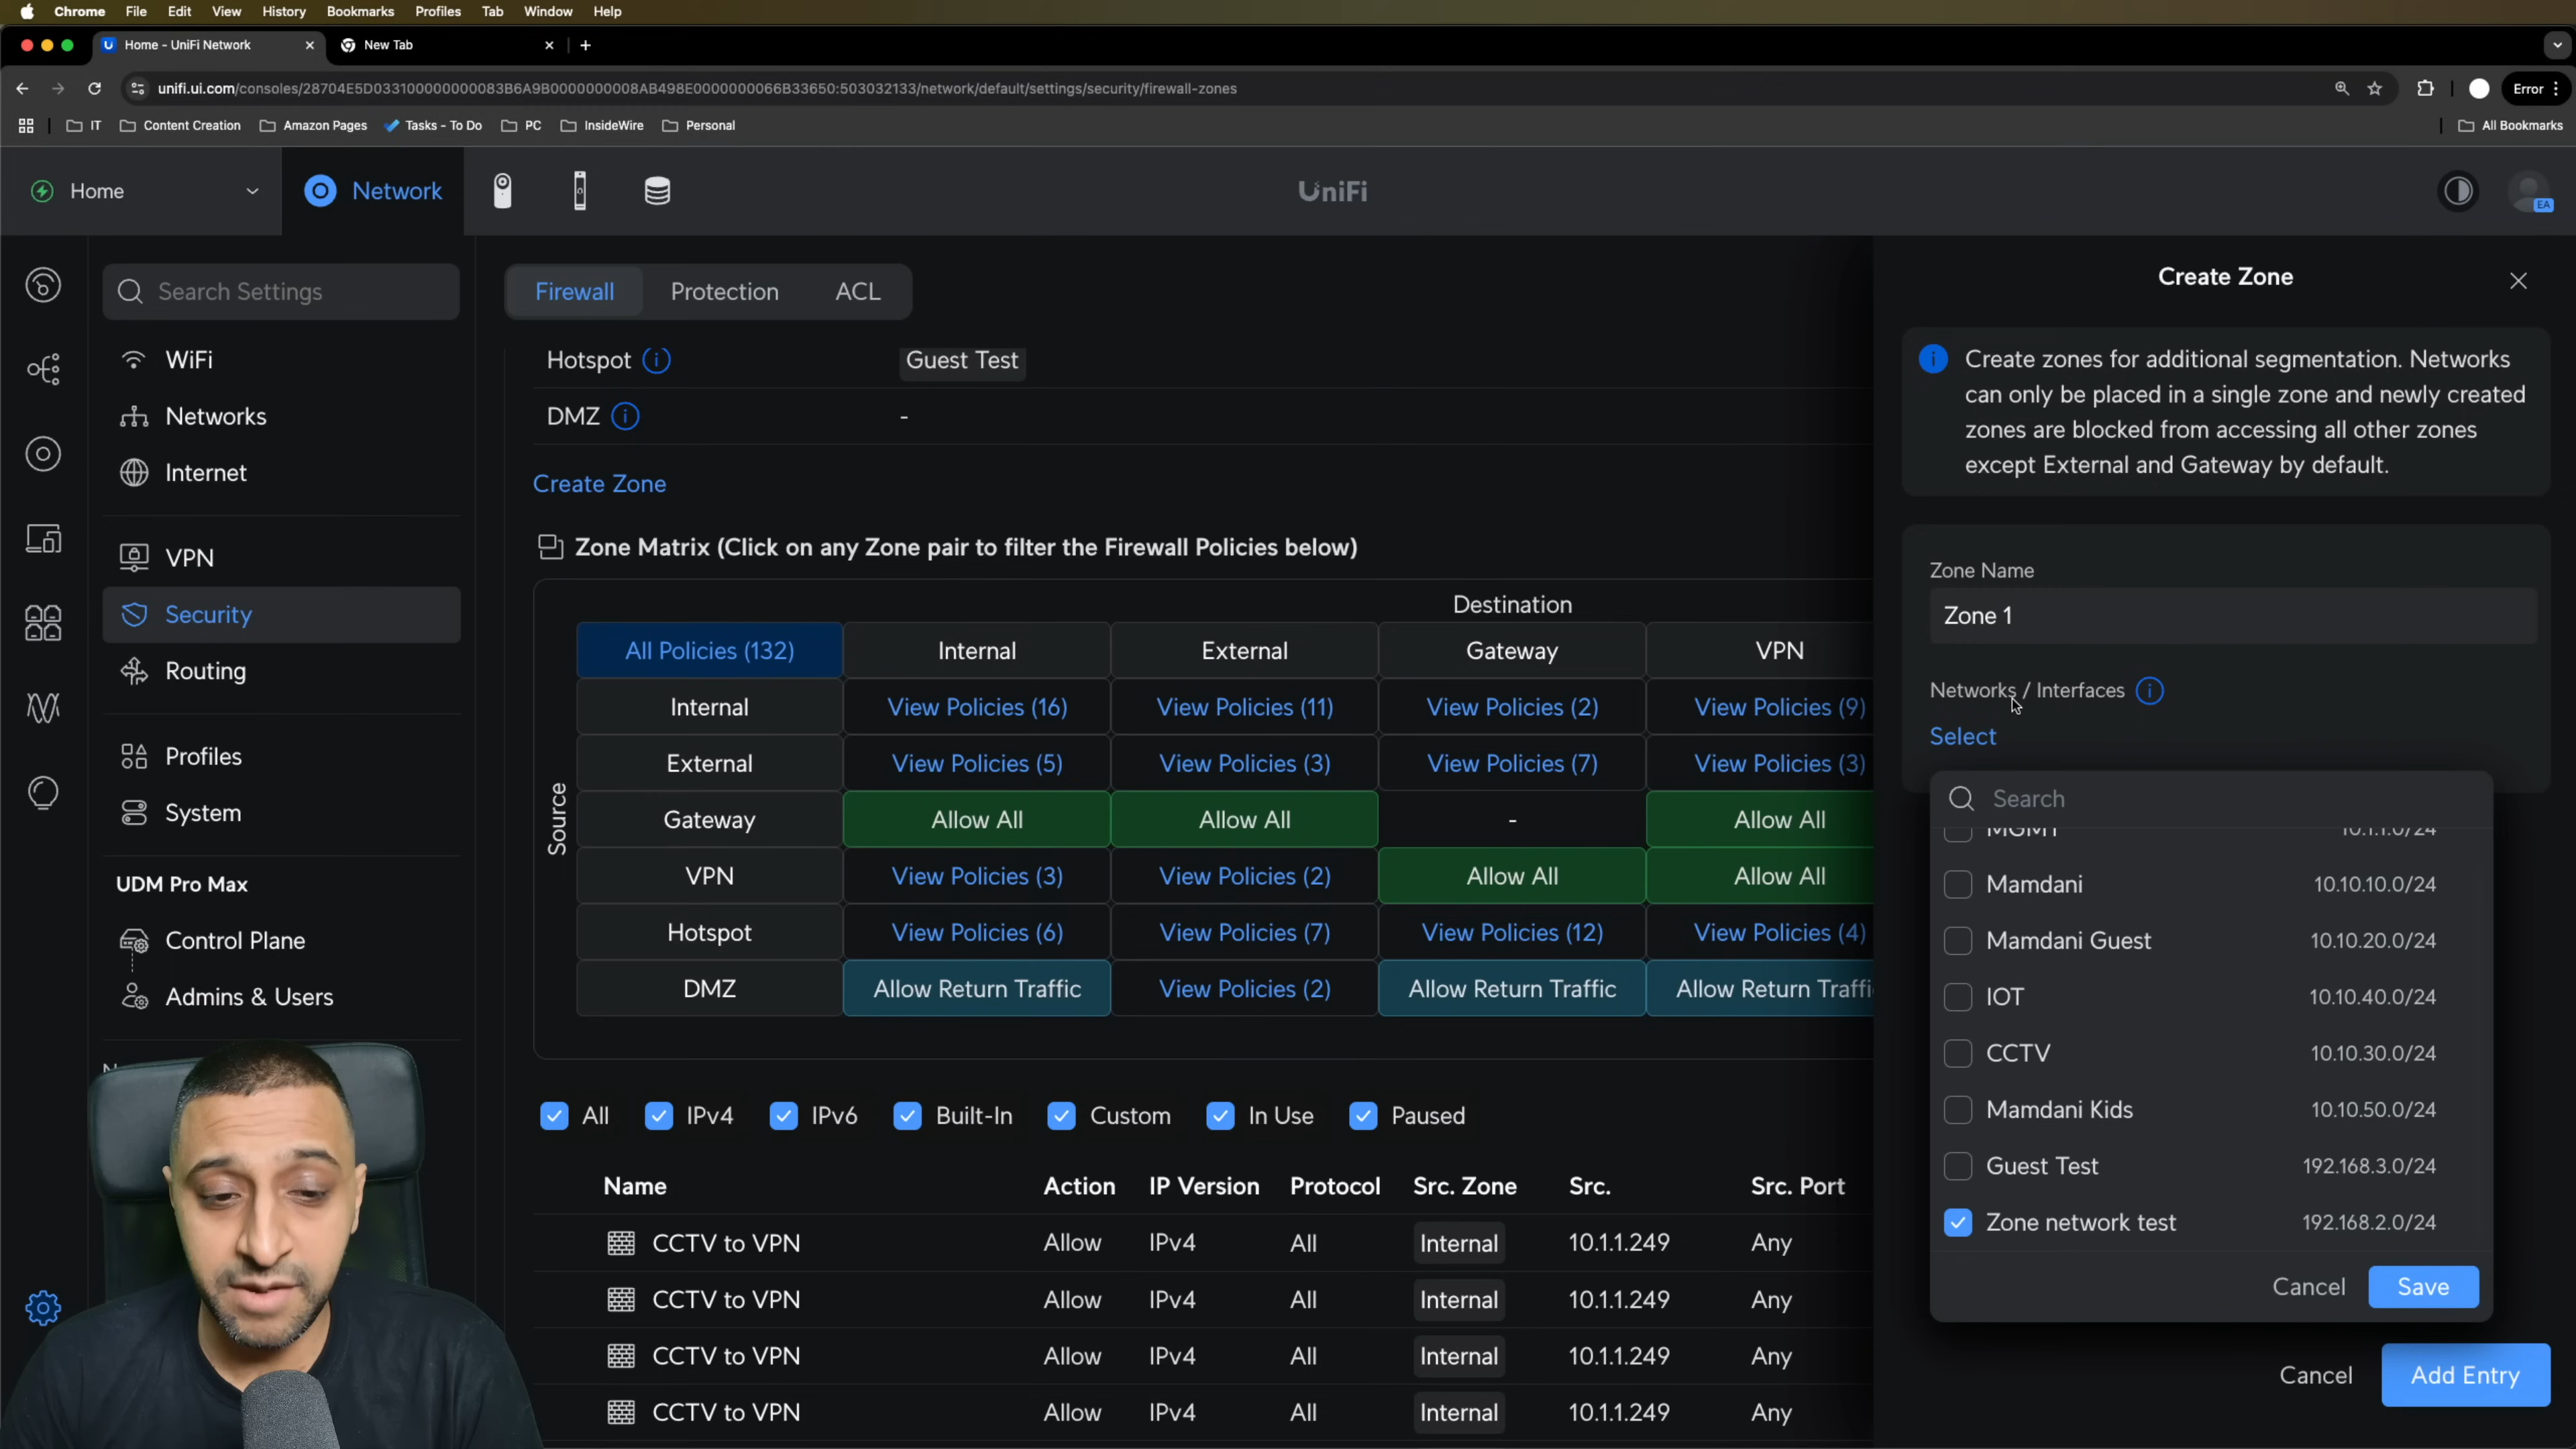 Chrome File Edit View History Bookmarks Profiles Tab Window Help
Home - UniFi Network
New Tab
unifi.ui.com/consoles/28704E5D033100000000083B6A9B0000000008AB498E0000000066B33650:503032133/network/default/settings/security/firewall-zones
Error
IT Content Creation Amazon Pages Tasks - To Do PC InsideWire Personal
All Bookmarks
Home
Network
UniFi
EA
Search Settings
WiFi
Networks
Internet
VPN
Security
Routing
Profiles
System
UDM Pro Max
Control Plane
Admins & Users
Firewall Protection ACL
Hotspot Guest Test
DMZ -
Create Zone
Zone Matrix (Click on any Zone pair to filter the Firewall Policies below)
Destination
Source
All Policies (132) Internal External Gateway VPN
Internal View Policies (16) View Policies (11) View Policies (2) View Policies (9)
External View Policies (5) View Policies (3) View Policies (7) View Policies (3)
Gateway Allow All Allow All - Allow All
VPN View Policies (3) View Policies (2) Allow All Allow All
Hotspot View Policies (6) View Policies (7) View Policies (12) View Policies (4)
DMZ Allow Return Traffic View Policies (2) Allow Return Traffic Allow Return Traffi
All IPv4 IPv6 Built-In Custom In Use Paused
Name Action IP Version Protocol Src. Zone Src. Src. Port
CCTV to VPN Allow IPv4 All Internal 10.1.1.249 Any
CCTV to VPN Allow IPv4 All Internal 10.1.1.249 Any
CCTV to VPN Allow IPv4 All Internal 10.1.1.249 Any
CCTV to VPN Allow IPv4 All Internal 10.1.1.249 Any
Create Zone
Create zones for additional segmentation. Networks
can only be placed in a single zone and newly created
zones are blocked from accessing all other zones
except External and Gateway by default.
Zone Name
Zone 1
Networks / Interfaces
Select
Search
MGMT 10.1.1.0/24
Mamdani 10.10.10.0/24
Mamdani Guest 10.10.20.0/24
IOT 10.10.40.0/24
CCTV 10.10.30.0/24
Mamdani Kids 10.10.50.0/24
Guest Test 192.168.3.0/24
Zone network test 192.168.2.0/24
Cancel Save
Cancel Add Entry